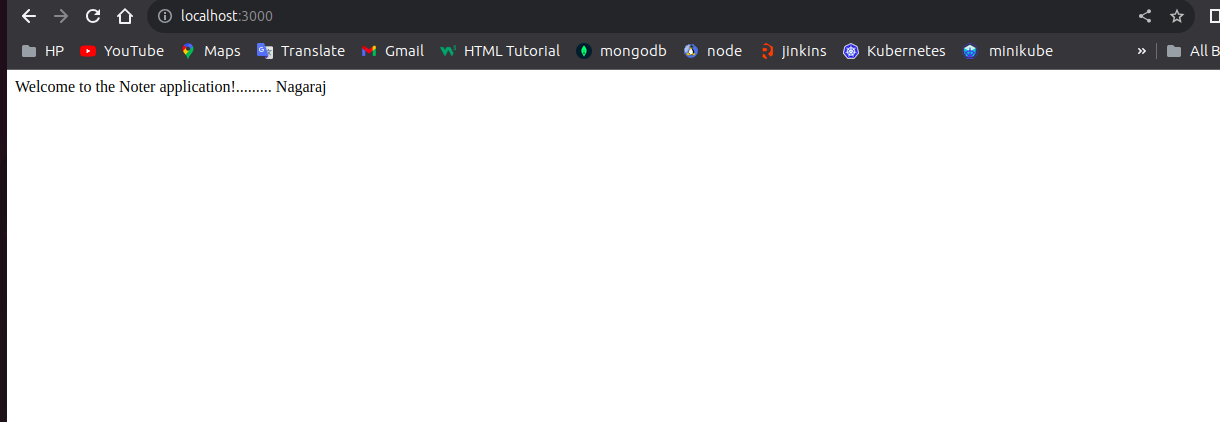 localhost:3000
HP YouTube Maps Translate Gmail HTML Tutorial mongodb node jinkins Kubernetes minikube » All B
Welcome to the Noter application!......... Nagaraj